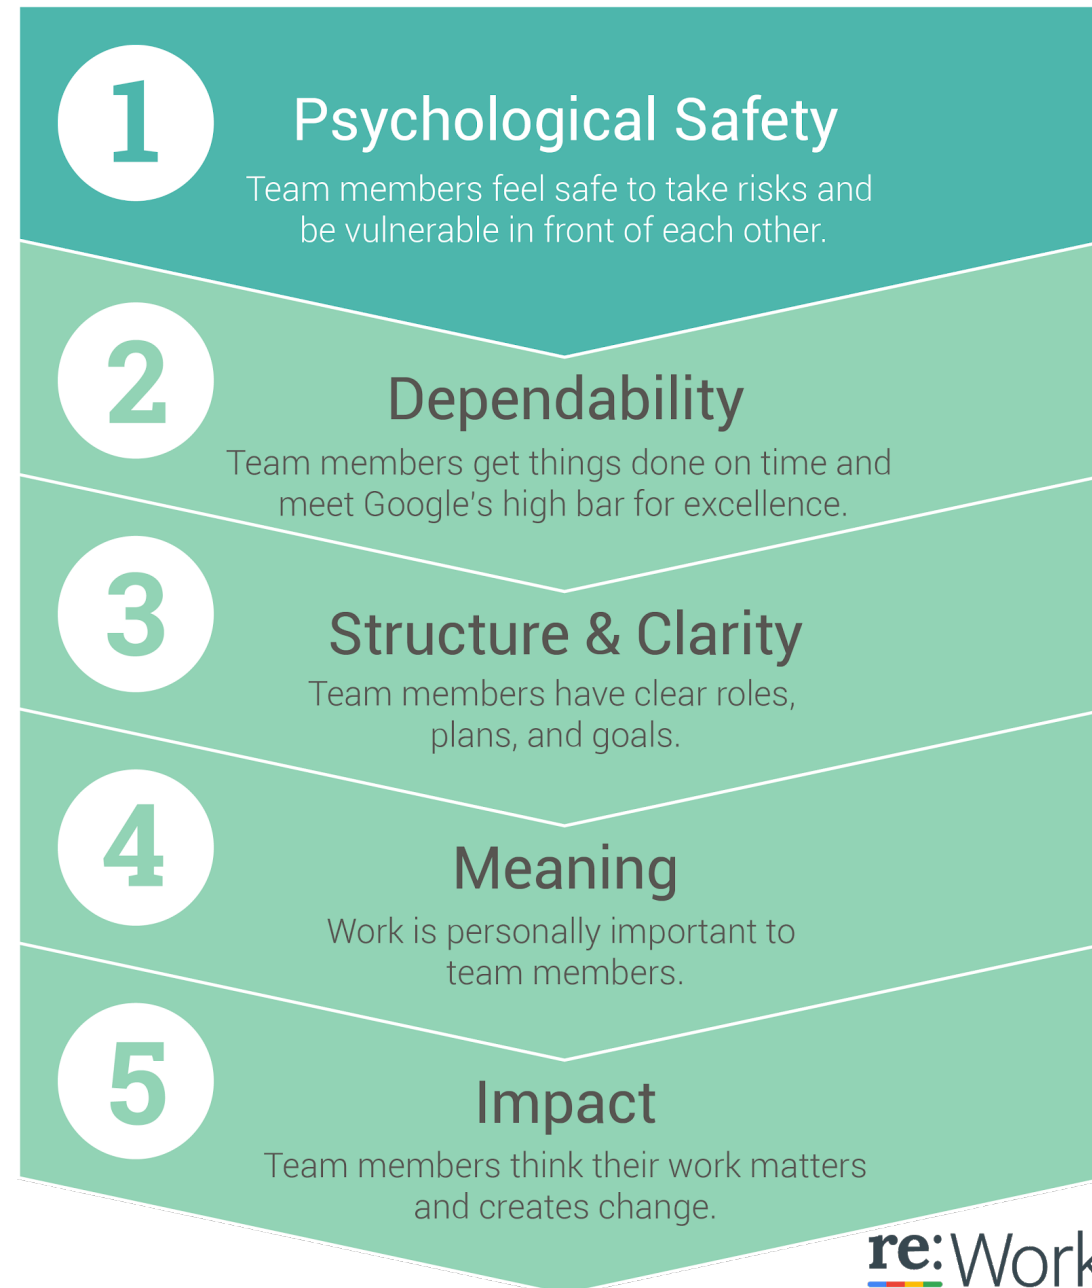 1
Psychological Safety
Team members feel safe to take risks and
be vulnerable in front of each other.
2
Dependability
Team members get things done on time and
meet Google's high bar for excellence.
3
Structure & Clarity
Team members have clear roles,
plans, and goals.
4
Meaning
Work is personally important to
team members.
5
Impact
Team members think their work matters
and creates change.
re:Work